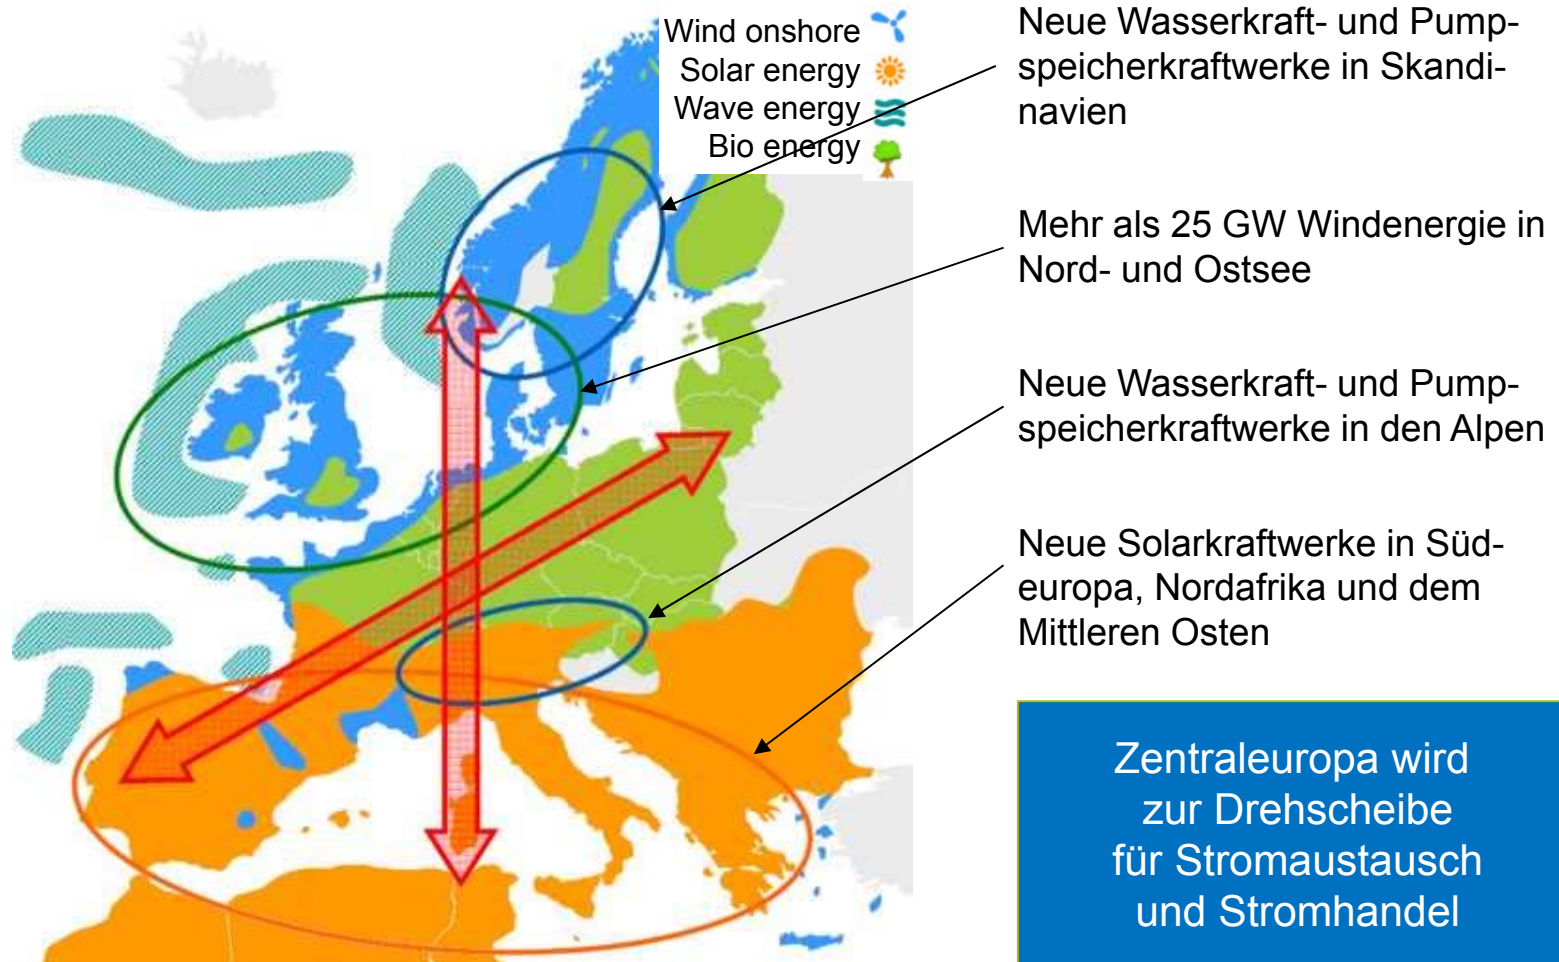 Wind onshore
Solar energy
Wave energy
Bio energy
Neue Wasserkraft- und Pump-
speicherkraftwerke in Skandi-
navien
Mehr als 25 GW Windenergie in
Nord- und Ostsee
Neue Wasserkraft- und Pump-
speicherkraftwerke in den Alpen
Neue Solarkraftwerke in Süd-
europa, Nordafrika und dem
Mittleren Osten
Zentraleuropa wird
zur Drehscheibe
für Stromaustausch
und Stromhandel